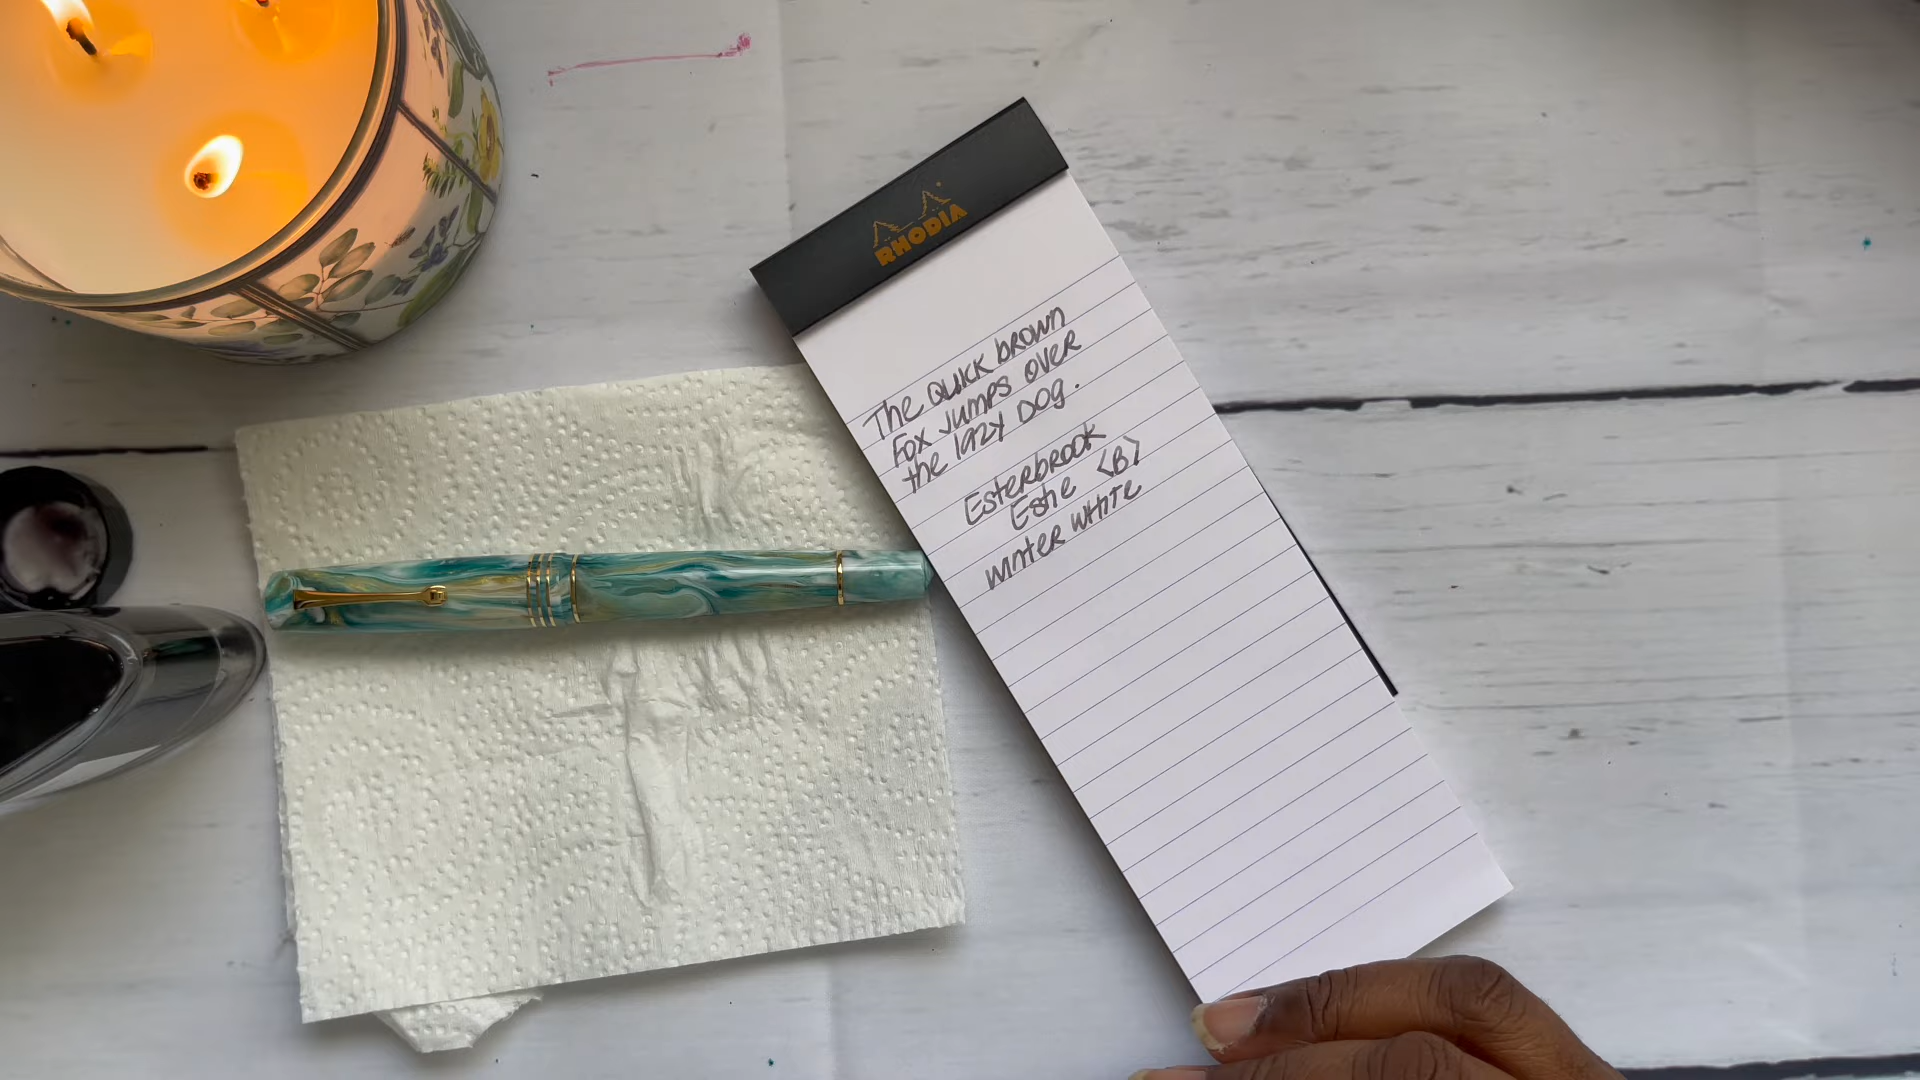 RHODIA
The quick brown
Fox Jumps over
the lazy Dog.
Esterbrook
Estie <B>
Winter White